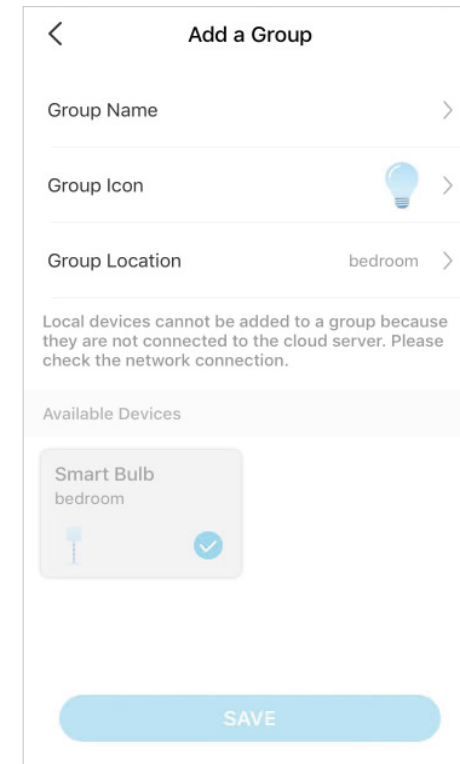 Add a Group
Group Name
Group Icon
Group Location bedroom
Local devices cannot be added to a group because
they are not connected to the cloud server. Please
check the network connection.
Available Devices
Smart Bulb
bedroom
SAVE